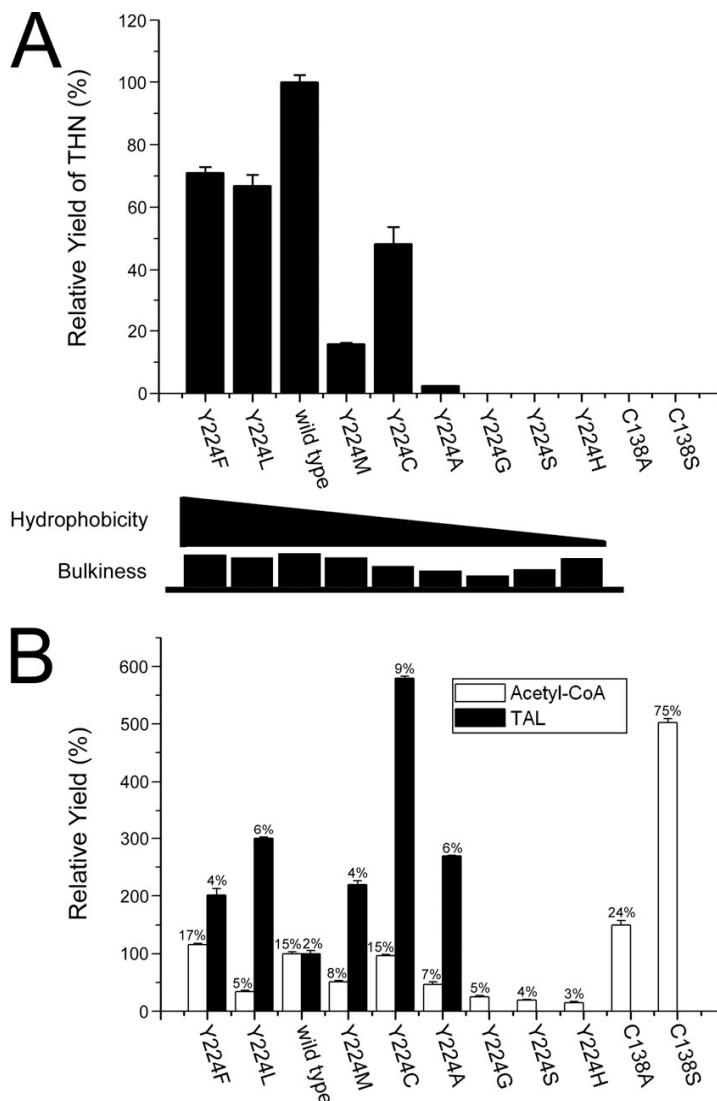 A
Relative Yield of THN (%)
120
100
80
60
40
20
0
Y224F
Y224L
wild type
Y224M
Y224C
Y224A
Y224G
Y224S
Y224H
C138A
C138S
Hydrophobicity
Bulkiness
B
Relative Yield (%)
600
500
400
300
200
100
0
Acetyl-CoA
TAL
17%
4%
5%
6%
15%
2%
8%
4%
15%
9%
7%
6%
5%
4%
3%
24%
75%
Y224F
Y224L
wild type
Y224M
Y224C
Y224A
Y224G
Y224S
Y224H
C138A
C138S